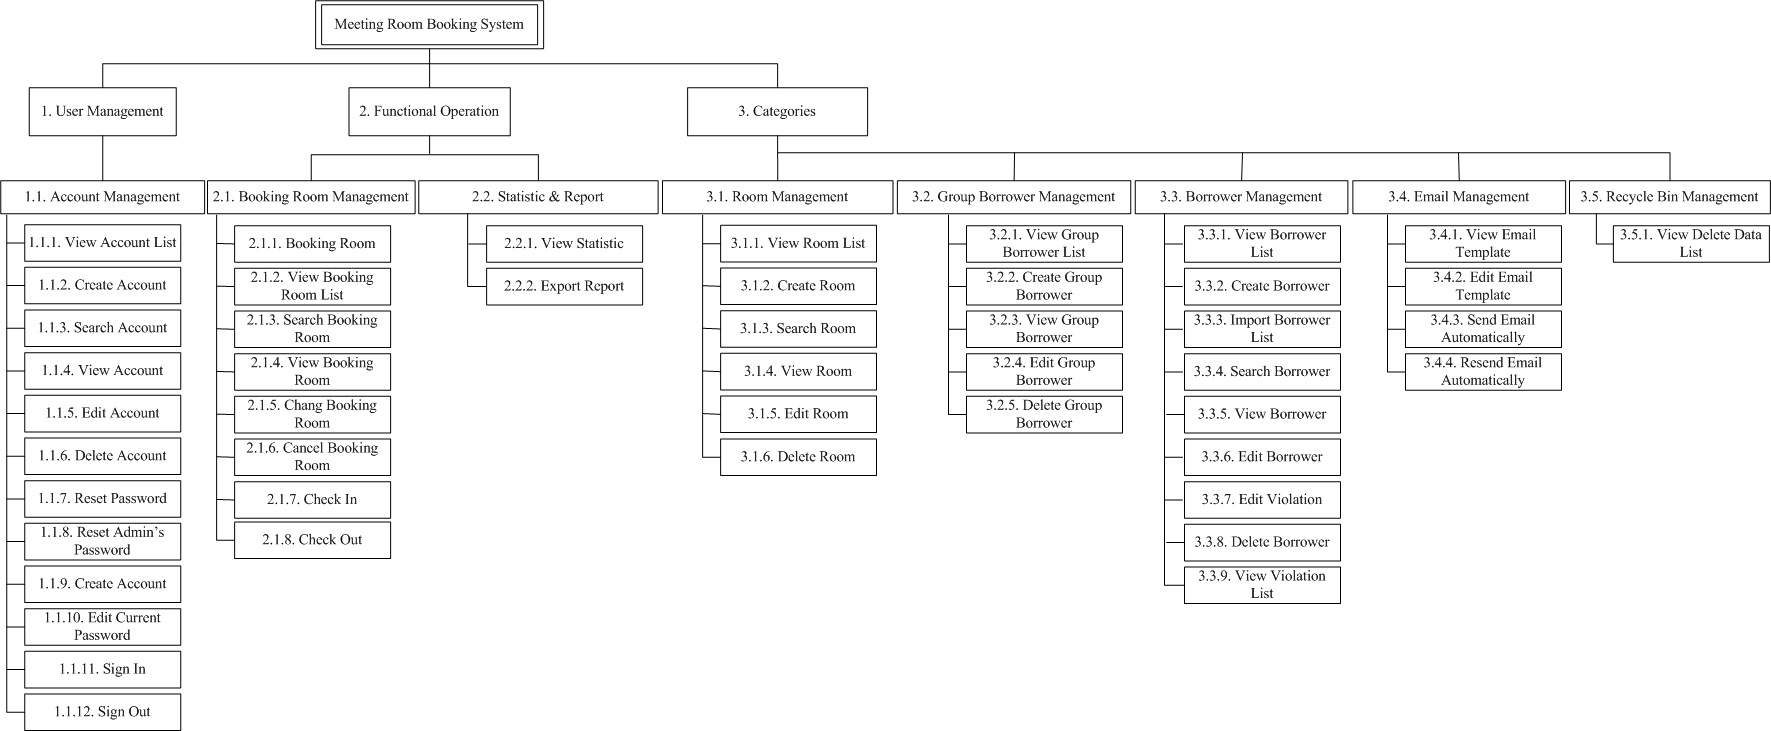 Meeting Room Booking System
1. User Management
2. Functional Operation
3. Categories
1.1. Account Management
2.1. Booking Room Management
2.2. Statistic & Report
3.1. Room Management
3.2. Group Borrower Management
3.3. Borrower Management
3.4. Email Management
3.5. Recycle Bin Management
1.1.1. View Account List
1.1.2. Create Account
1.1.3. Search Account
1.1.4. View Account
1.1.5. Edit Account
1.1.6. Delete Account
1.1.7. Reset Password
1.1.8. Reset Admin's
Password
1.1.9. Create Account
1.1.10. Edit Current
Password
1.1.11. Sign In
1.1.12. Sign Out
2.1.1. Booking Room
2.1.2. View Booking
Room List
2.1.3. Search Booking
Room
2.1.4. View Booking
Room
2.1.5. Chang Booking
Room
2.1.6. Cancel Booking
Room
2.1.7. Check In
2.1.8. Check Out
2.2.1. View Statistic
2.2.2. Export Report
3.1.1. View Room List
3.1.2. Create Room
3.1.3. Search Room
3.1.4. View Room
3.1.5. Edit Room
3.1.6. Delete Room
3.2.1. View Group
Borrower List
3.2.2. Create Group
Borrower
3.2.3. View Group
Borrower
3.2.4. Edit Group
Borrower
3.2.5. Delete Group
Borrower
3.3.1. View Borrower
List
3.3.2. Create Borrower
3.3.3. Import Borrower
List
3.3.4. Search Borrower
3.3.5. View Borrower
3.3.6. Edit Borrower
3.3.7. Edit Violation
3.3.8. Delete Borrower
3.3.9. View Violation
List
3.4.1. View Email
Template
3.4.2. Edit Email
Template
3.4.3. Send Email
Automatically
3.4.4. Resend Email
Automatically
3.5.1. View Delete Data
List